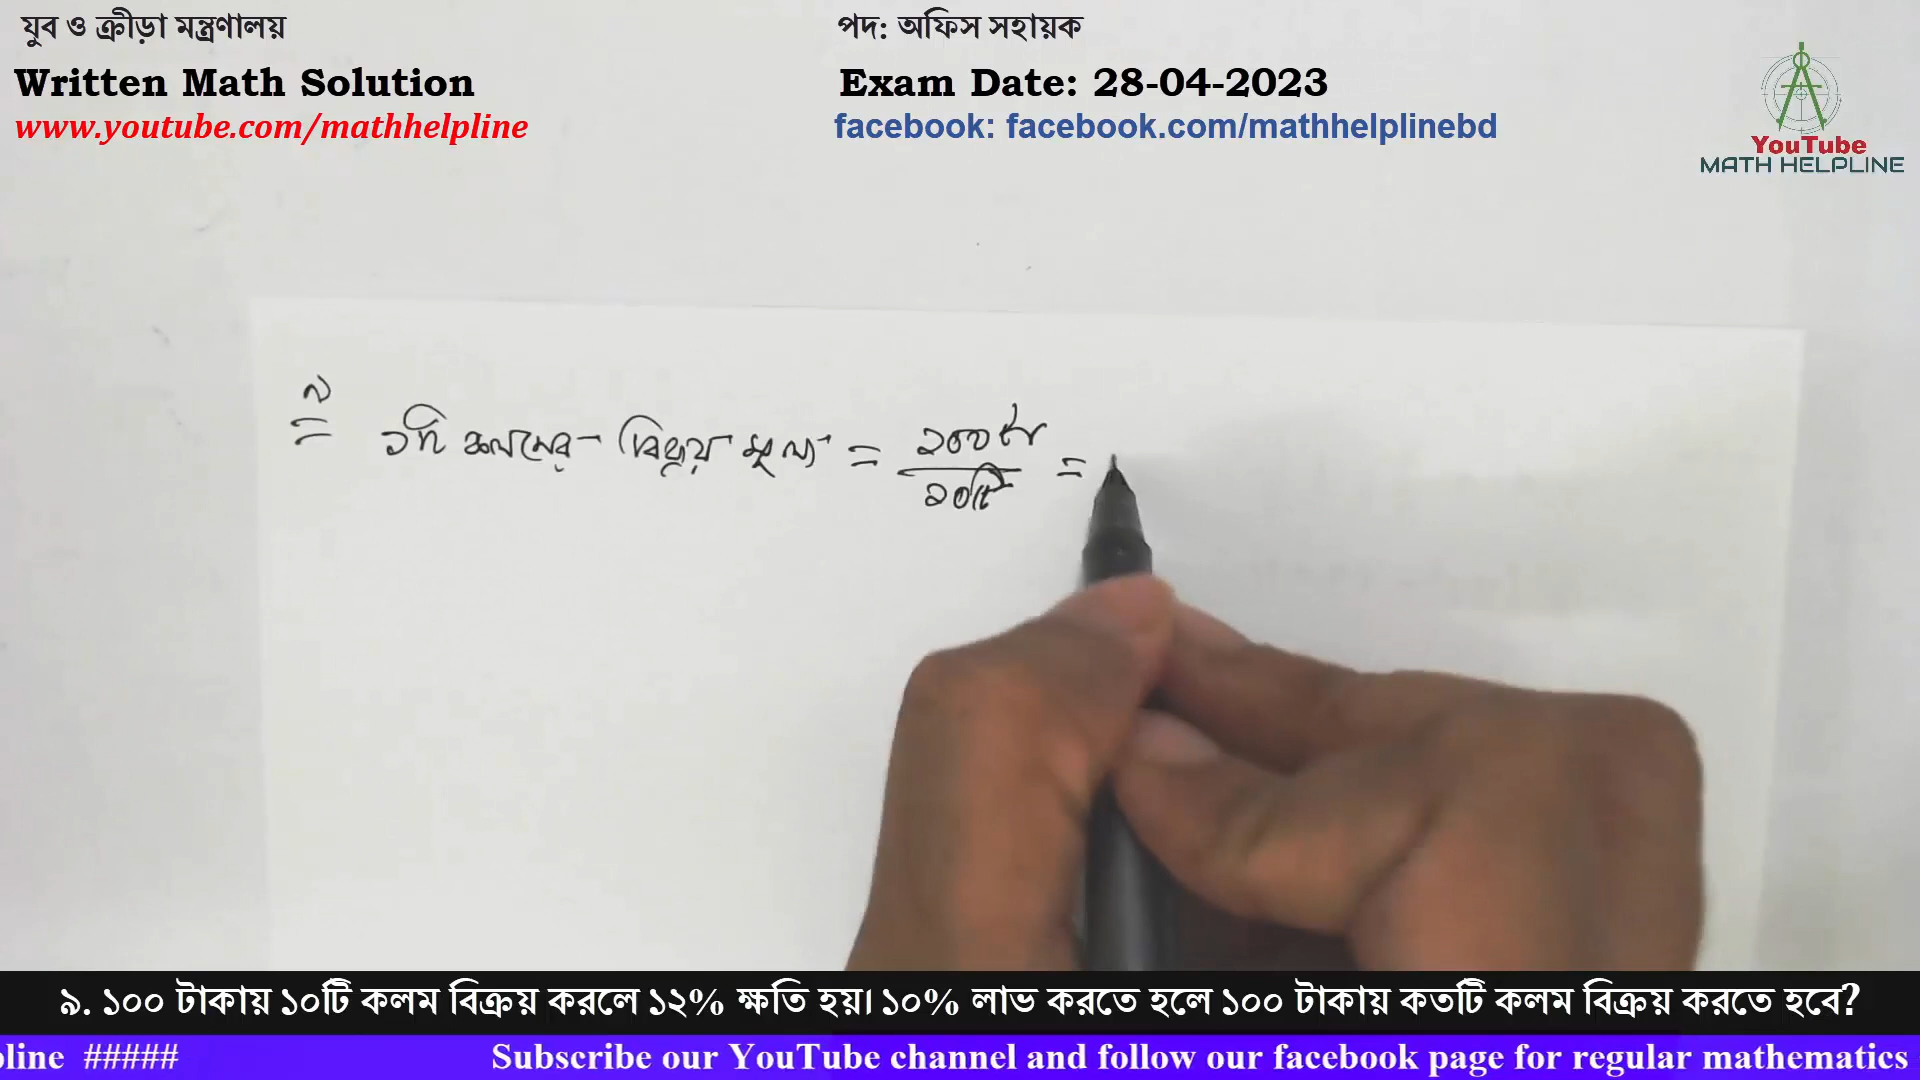 যুব ও ক্রীড়া মন্ত্রণালয়
পদ: অফিস সহায়ক
Written Math Solution
Exam Date: 28-04-2023
www.youtube.com/mathhelpline
facebook: facebook.com/mathhelplinebd
YouTube
MATH HELPLINE
৯
১টি কলমের বিক্রয় মূল্য = ১০০টা / ১০টি =
৯. ১০০ টাকায় ১০টি কলম বিক্রয় করলে ১২% ক্ষতি হয়। ১০% লাভ করতে হলে ১০০ টাকায় কতটি কলম বিক্রয় করতে হবে?
pline ##### Subscribe our YouTube channel and follow our facebook page for regular mathematics